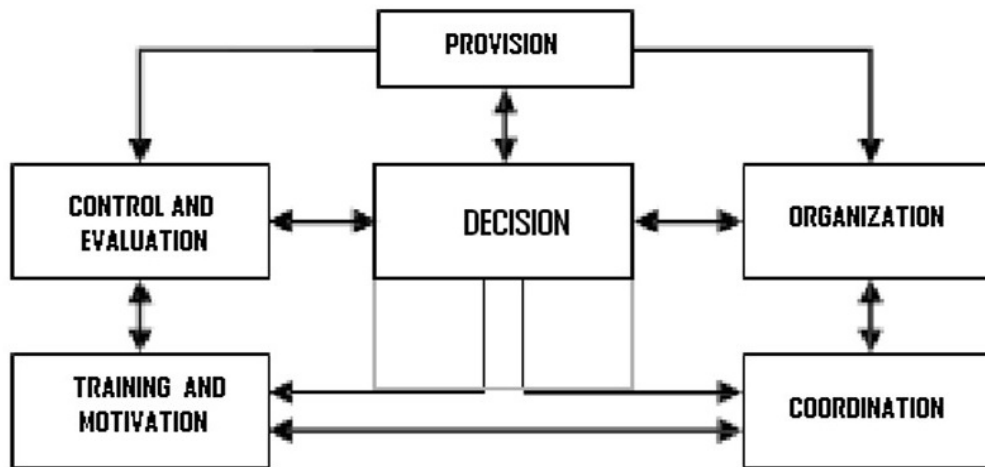 PROVISION
CONTROL AND
EVALUATION
DECISION
ORGANIZATION
TRAINING AND
MOTIVATION
COORDINATION